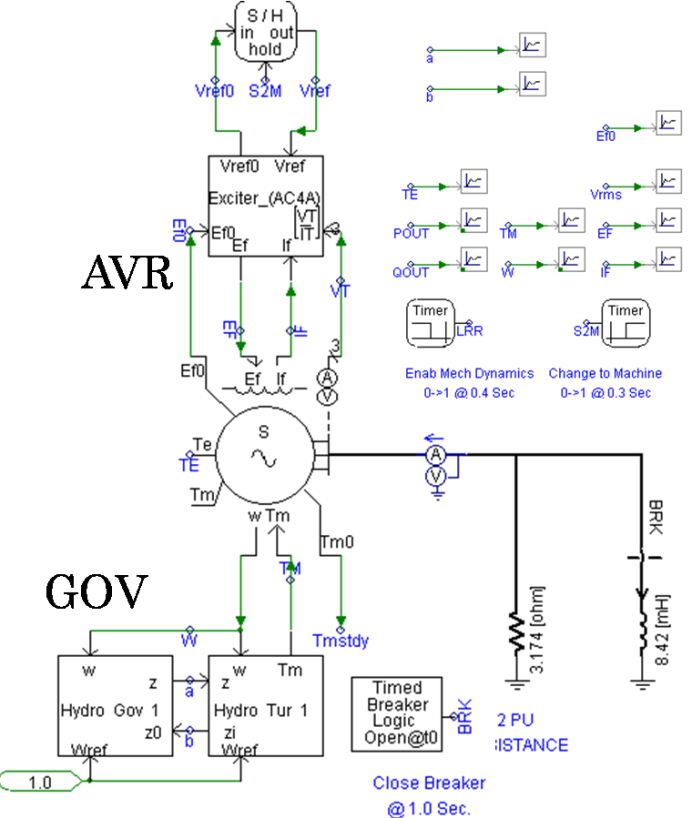 S / H
in out
hold
Vref0 S2M Vref
a
b
Vref0 Vref
Exciter_(AC4A)
VT
IT
3
Ef0
Ef0
Ef If
AVR
EF
If
VT
3
Ef0
Ef If
A
V
Ef0
TE
Vrms
POUT
TM
EF
QOUT
W
IF
Timer
LRR
S2M
Timer
Enab Mech Dynamics
0->1 @ 0.4 Sec
Change to Machine
0->1 @ 0.3 Sec
S
Te
TE
Tm
w Tm
Tm0
A
V
BRK
3.174 [ohm]
8.42 [mH]
GOV
TM
W
Tmstdy
w
z
Hydro Gov 1
z0
Wref
a
b
w Tm
z
Hydro Tur 1
zi
Wref
1.0
Timed
Breaker
Logic
Open@t0
BRK
2 PU
ISTANCE
Close Breaker
@ 1.0 Sec.